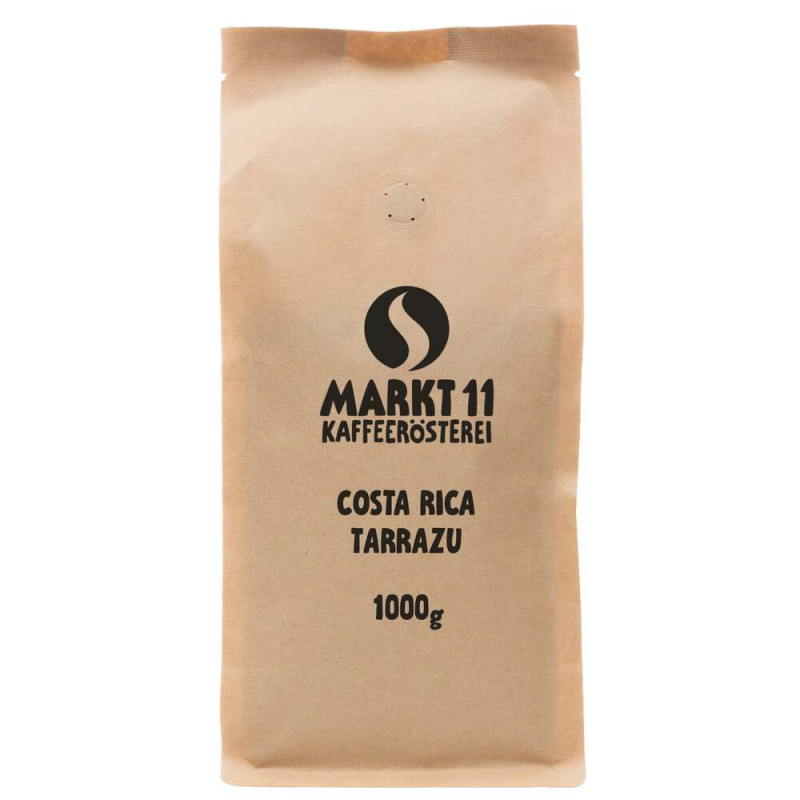 MARKT 11
KAFFEERÖSTEREI
COSTA RICA
TARRAZU
1000g